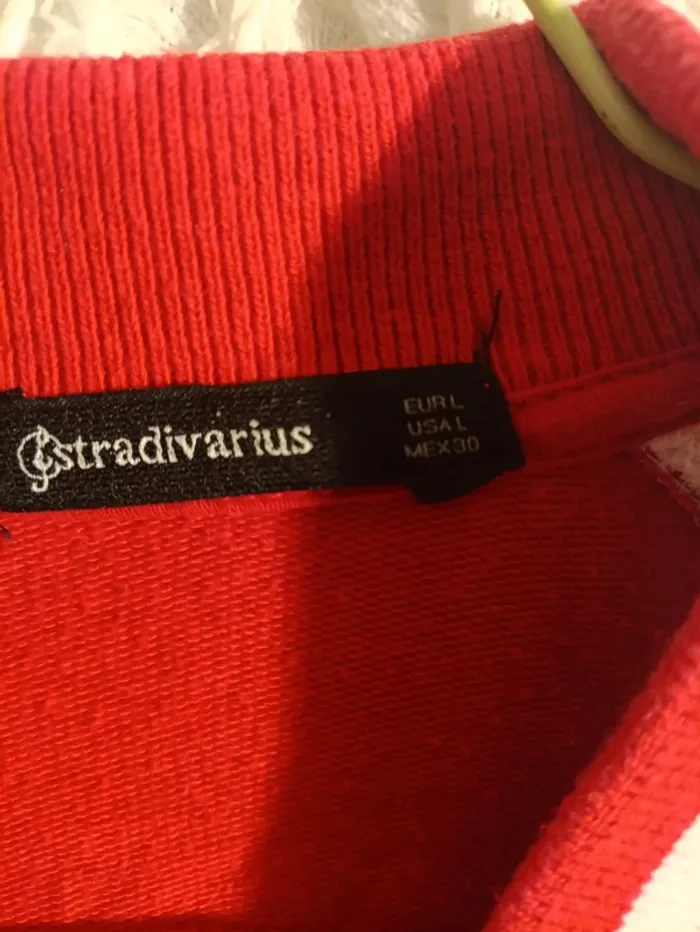 stradivarius
EUR L
USA L
MEX 30